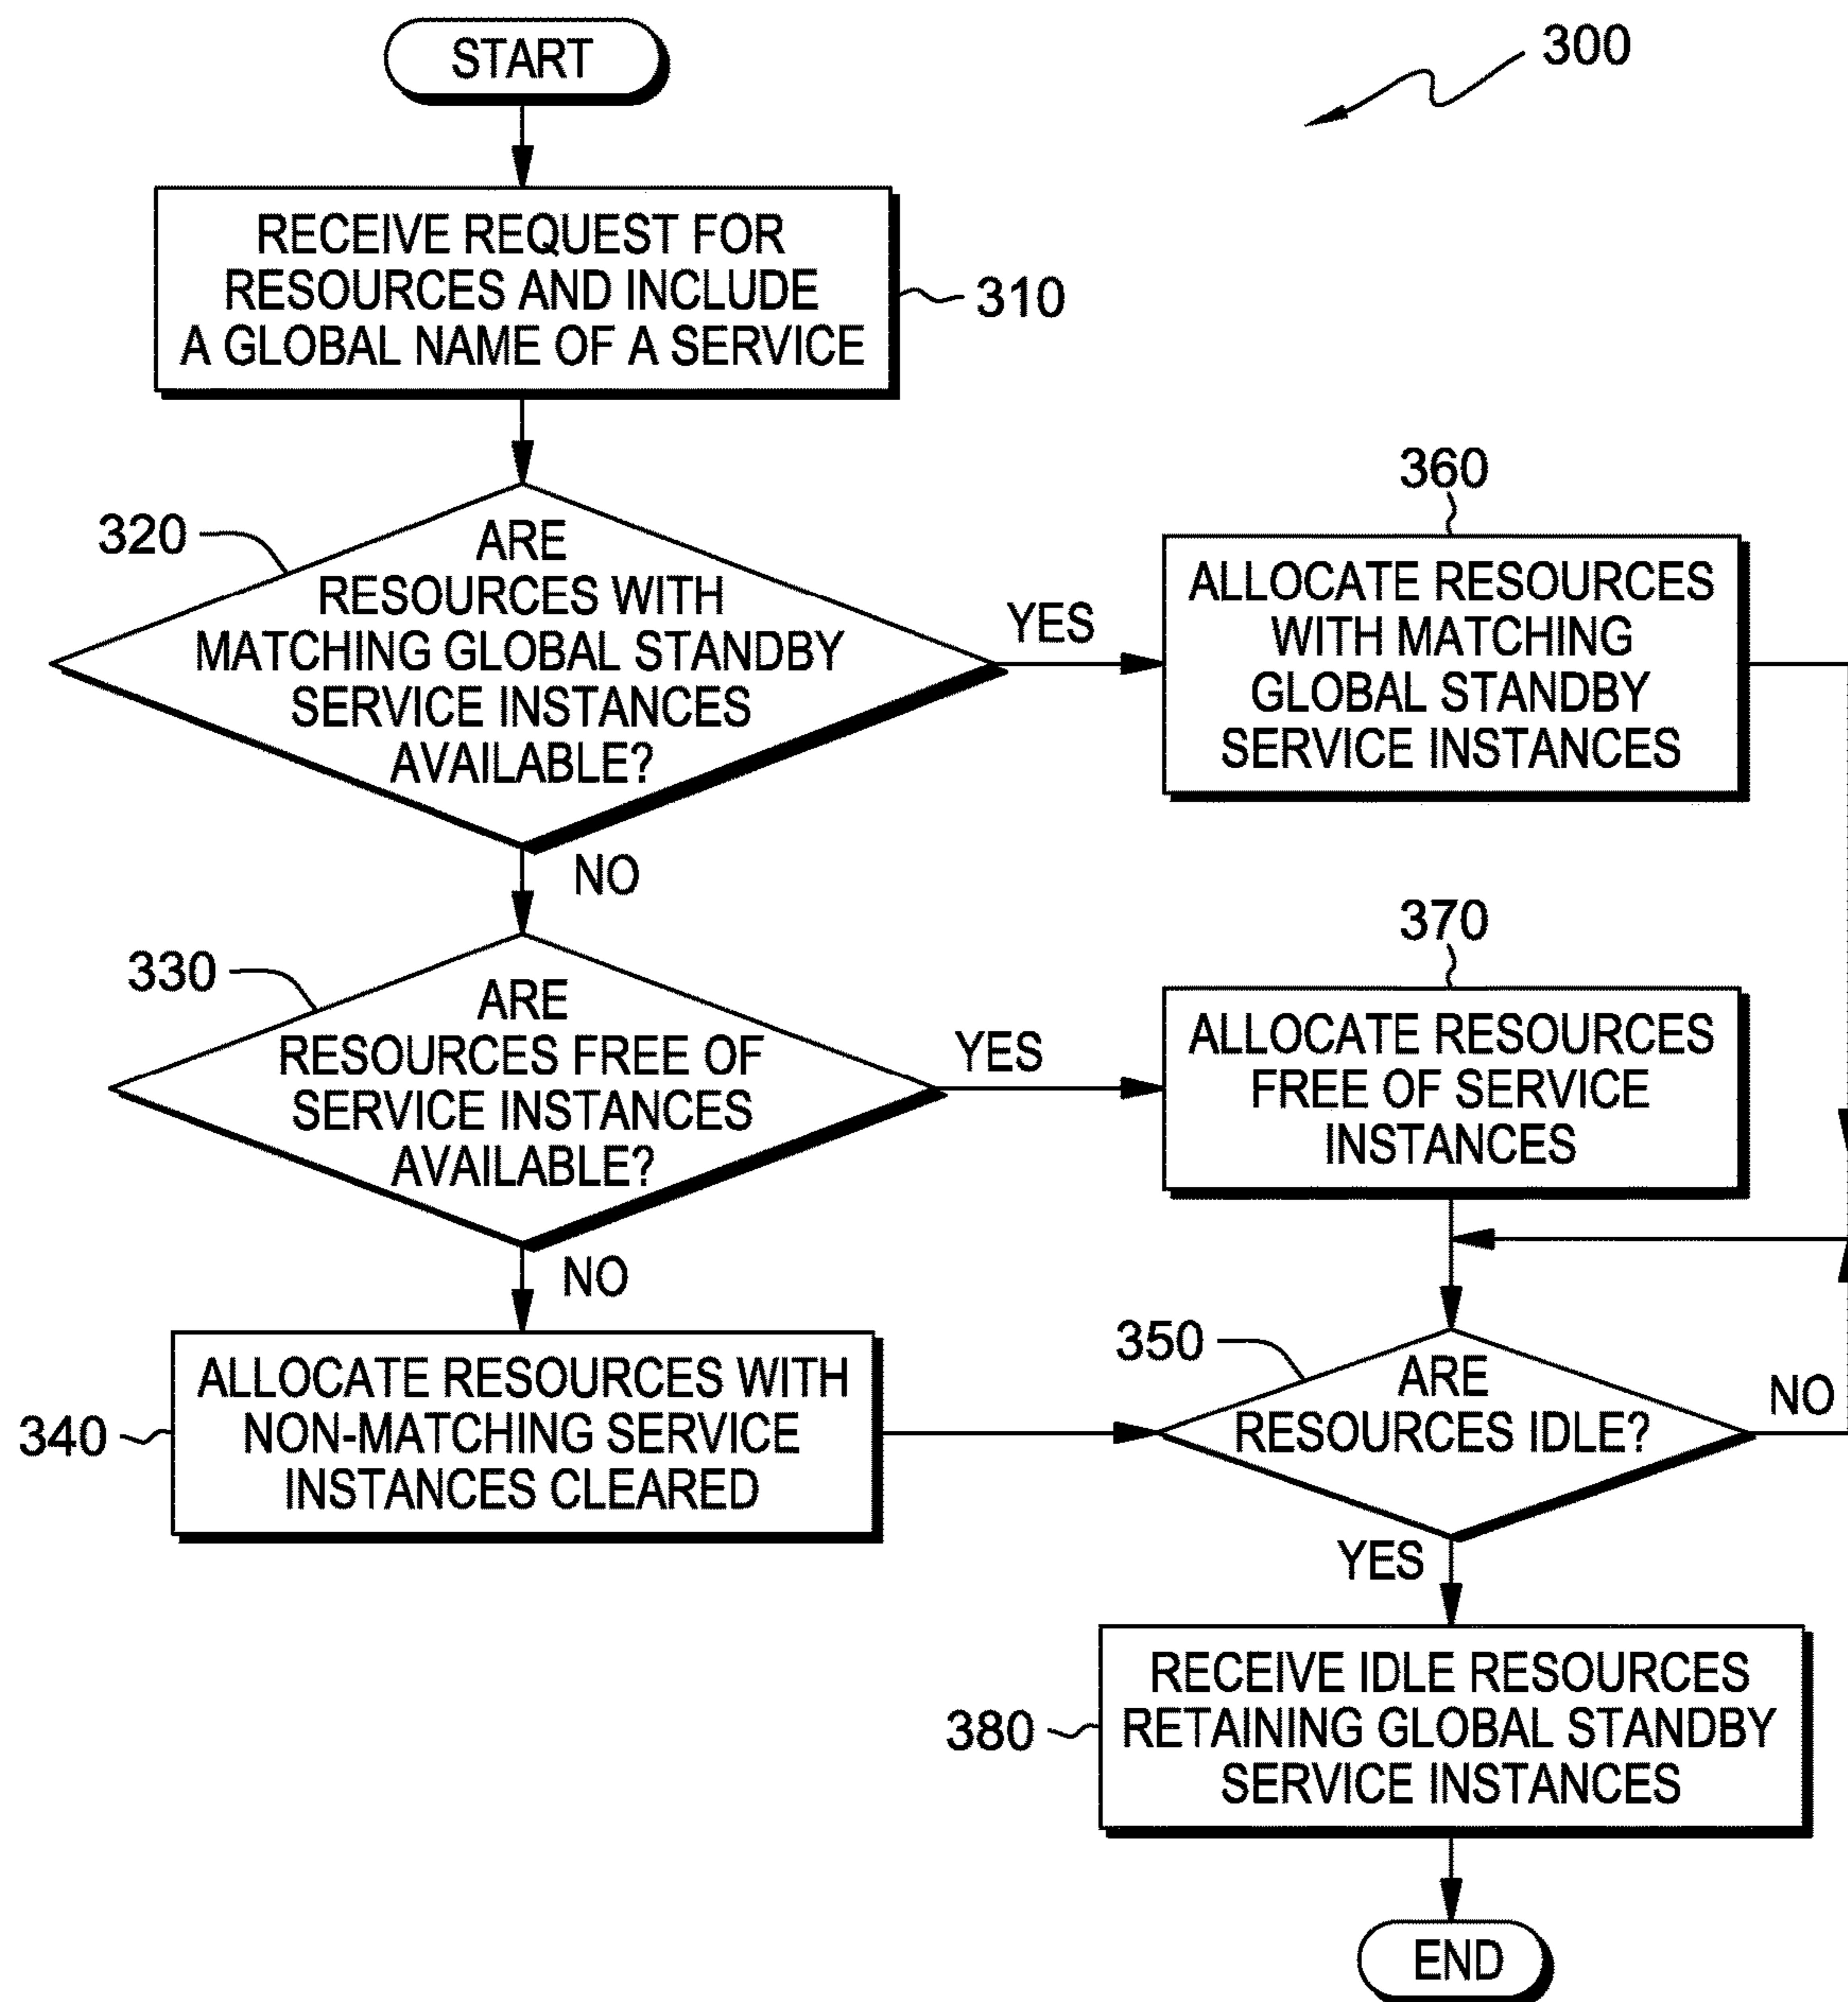 START
300
RECEIVE REQUEST FOR
RESOURCES AND INCLUDE
A GLOBAL NAME OF A SERVICE
310
320
ARE
RESOURCES WITH
MATCHING GLOBAL STANDBY
SERVICE INSTANCES
AVAILABLE?
YES
NO
360
ALLOCATE RESOURCES
WITH MATCHING
GLOBAL STANDBY
SERVICE INSTANCES
330
ARE
RESOURCES FREE OF
SERVICE INSTANCES
AVAILABLE?
YES
NO
370
ALLOCATE RESOURCES
FREE OF SERVICE
INSTANCES
340
ALLOCATE RESOURCES WITH
NON-MATCHING SERVICE
INSTANCES CLEARED
350
ARE
RESOURCES IDLE?
NO
YES
380
RECEIVE IDLE RESOURCES
RETAINING GLOBAL STANDBY
SERVICE INSTANCES
END